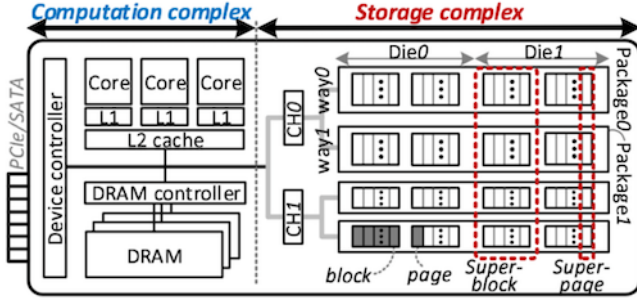 Computation complex
Storage complex
PCIe/SATA
Device controller
Core Core Core
L1 L1 L1
L2 cache
DRAM controller
DRAM
CH0
CH1
way0
way1
Die0
Die1
Package0
Package1
block
page
Super-
block
Super-
page